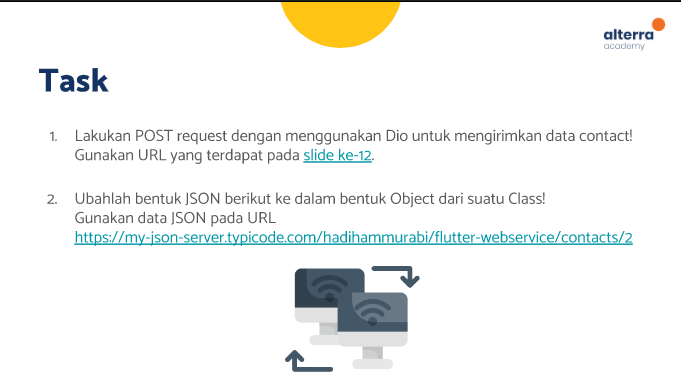 alterra
academy
Task
1. Lakukan POST request dengan menggunakan Dio untuk mengirimkan data contact!
Gunakan URL yang terdapat pada slide ke-12.
2. Ubahlah bentuk JSON berikut ke dalam bentuk Object dari suatu Class!
Gunakan data JSON pada URL
https://my-json-server.typicode.com/hadihammurabi/flutter-webservice/contacts/2